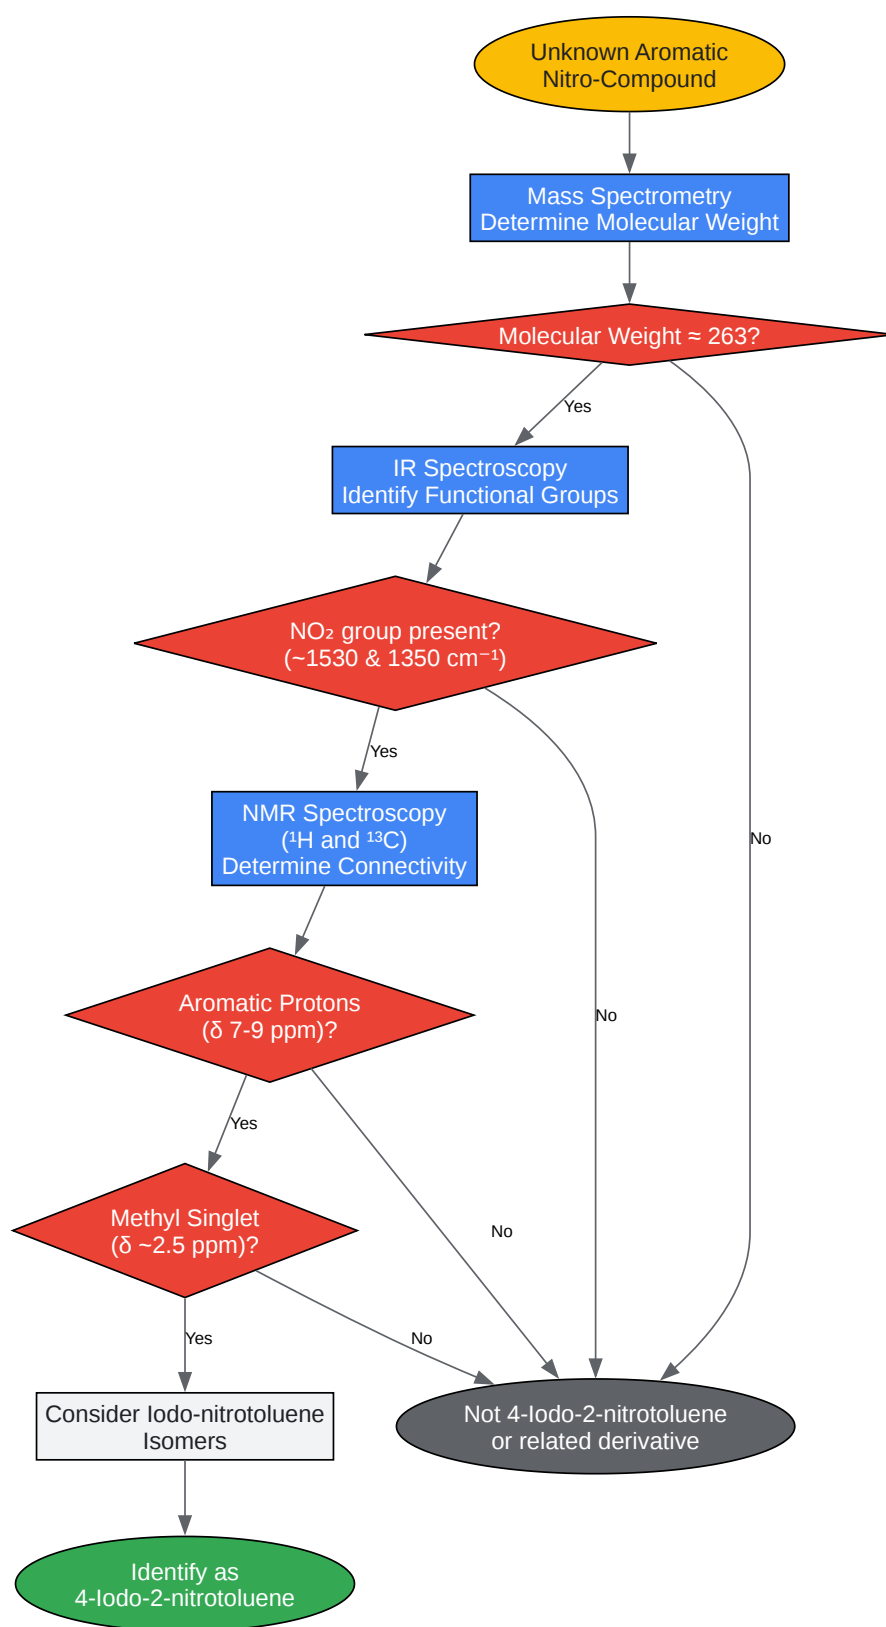 Unknown Aromatic
Nitro-Compound
Mass Spectrometry
Determine Molecular Weight
Molecular Weight ≈ 263?
Yes
IR Spectroscopy
Identify Functional Groups
NO₂ group present?
(~1530 & 1350 cm⁻¹)
Yes
NMR Spectroscopy
(¹H and ¹³C)
Determine Connectivity
No
Aromatic Protons
(δ 7-9 ppm)?
No
Yes
Methyl Singlet
(δ ~2.5 ppm)?
No
Yes
No
Consider Iodo-nitrotoluene
Isomers
Not 4-Iodo-2-nitrotoluene
or related derivative
Identify as
4-Iodo-2-nitrotoluene